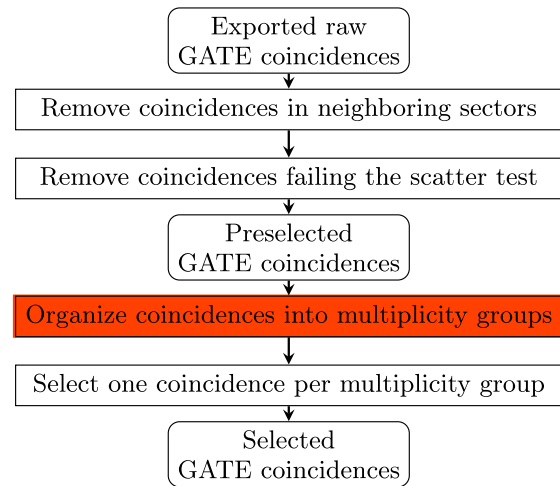 Exported raw
GATE coincidences
Remove coincidences in neighboring sectors
Remove coincidences failing the scatter test
Preselected
GATE coincidences
Organize coincidences into multiplicity groups
Select one coincidence per multiplicity group
Selected
GATE coincidences